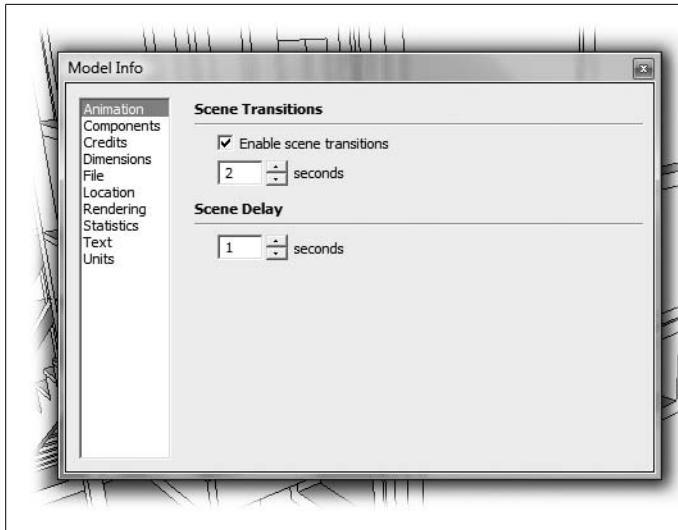 Model Info
Animation
Components
Credits
Dimensions
File
Location
Rendering
Statistics
Text
Units
Scene Transitions
Enable scene transitions
2 seconds
Scene Delay
1 seconds